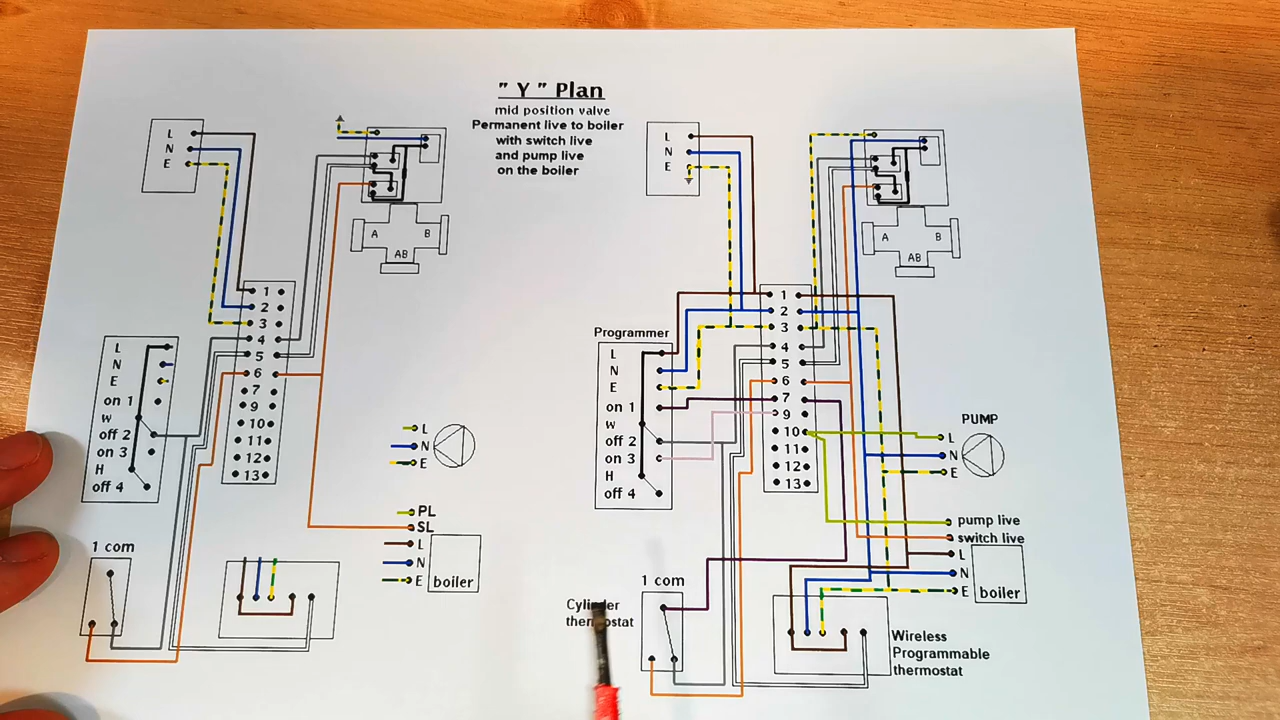 " Y " Plan
mid position valve
Permanent live to boiler
with switch live
and pump live
on the boiler
L
N
E
A
B
AB
1
2
3
4
5
6
7
9
10
11
12
13
L
N
E
on 1
w
off 2
on 3
H
off 4
L
N
E
PL
SL
L
N
E
boiler
1 com
L
N
E
A
B
AB
Programmer
L
N
E
on 1
w
off 2
on 3
H
off 4
1
2
3
4
5
6
7
9
10
11
12
13
PUMP
L
N
E
pump live
switch live
L
N
E
boiler
1 com
Cylinder
thermostat
Wireless
Programmable
thermostat